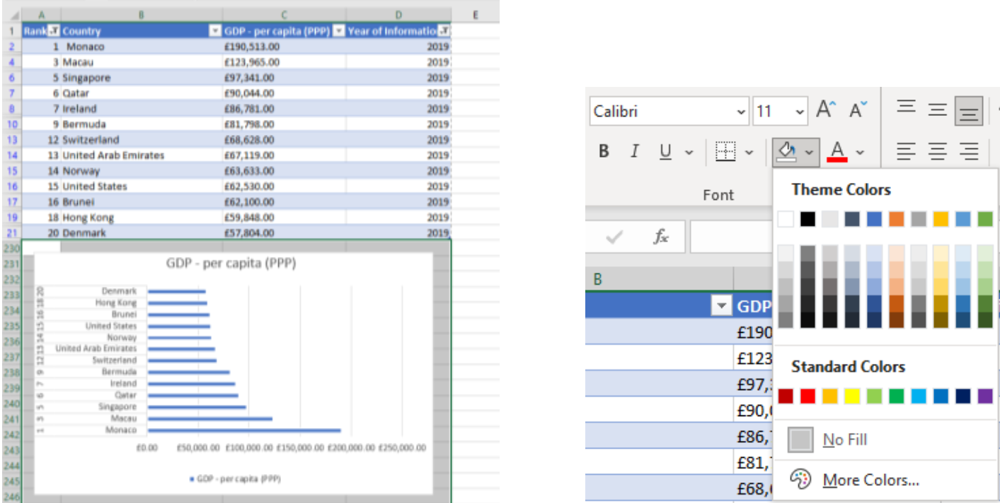 A B C D E
1 Rank Country GDP - per capita (PPP) Year of Informatio
2 1 Monaco £190,513.00 2019
4 3 Macau £123,965.00 2019
6 5 Singapore £97,341.00 2019
7 6 Qatar £90,044.00 2019
8 7 Ireland £86,781.00 2019
10 9 Bermuda £81,798.00 2019
13 12 Switzerland £68,628.00 2019
14 13 United Arab Emirates £67,119.00 2019
15 14 Norway £63,633.00 2019
16 15 United States £62,530.00 2019
17 16 Brunei £62,100.00 2019
19 18 Hong Kong £59,848.00 2019
21 20 Denmark £57,804.00 2019
230
231
232
233
234
235
236
237
238
239
240
241
242
243
244
245
246
GDP - per capita (PPP)
20 Denmark
18 Hong Kong
16 Brunei
15 United States
14 Norway
13 United Arab Emirates
12 Switzerland
9 Bermuda
7 Ireland
6 Qatar
5 Singapore
3 Macau
1 Monaco
£0.00 £50,000.00 £100,000.00 £150,000.00 £200,000.00 £250,000.00
GDP - per capita (PPP)
Calibri 11 A A
B I U A
Font
fx
B
GDP
£190
£123
£97,
£90,
£86,
£81,
£68,
Theme Colors
Standard Colors
No Fill
More Colors...